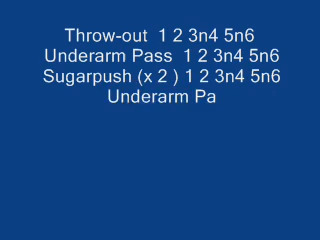 Throw-out 1 2 3n4 5n6
Underarm Pass 1 2 3n4 5n6
Sugarpush (x 2 ) 1 2 3n4 5n6
Underarm Pa